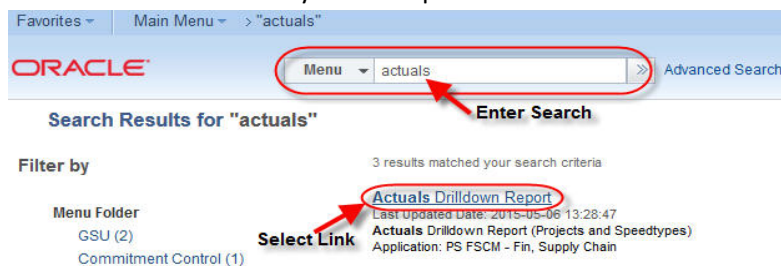 Favorites Main Menu > "actuals"
ORACLE Menu actuals >> Advanced Search
Enter Search
Search Results for "actuals"
Filter by
3 results matched your search criteria
Actuals Drilldown Report
Last Updated Date: 2015-05-06 13:28:47
Menu Folder
Actuals Drilldown Report (Projects and Speedtypes)
GSU (2)
Select Link
Application: PS FSCM - Fin, Supply Chain
Commitment Control (1)